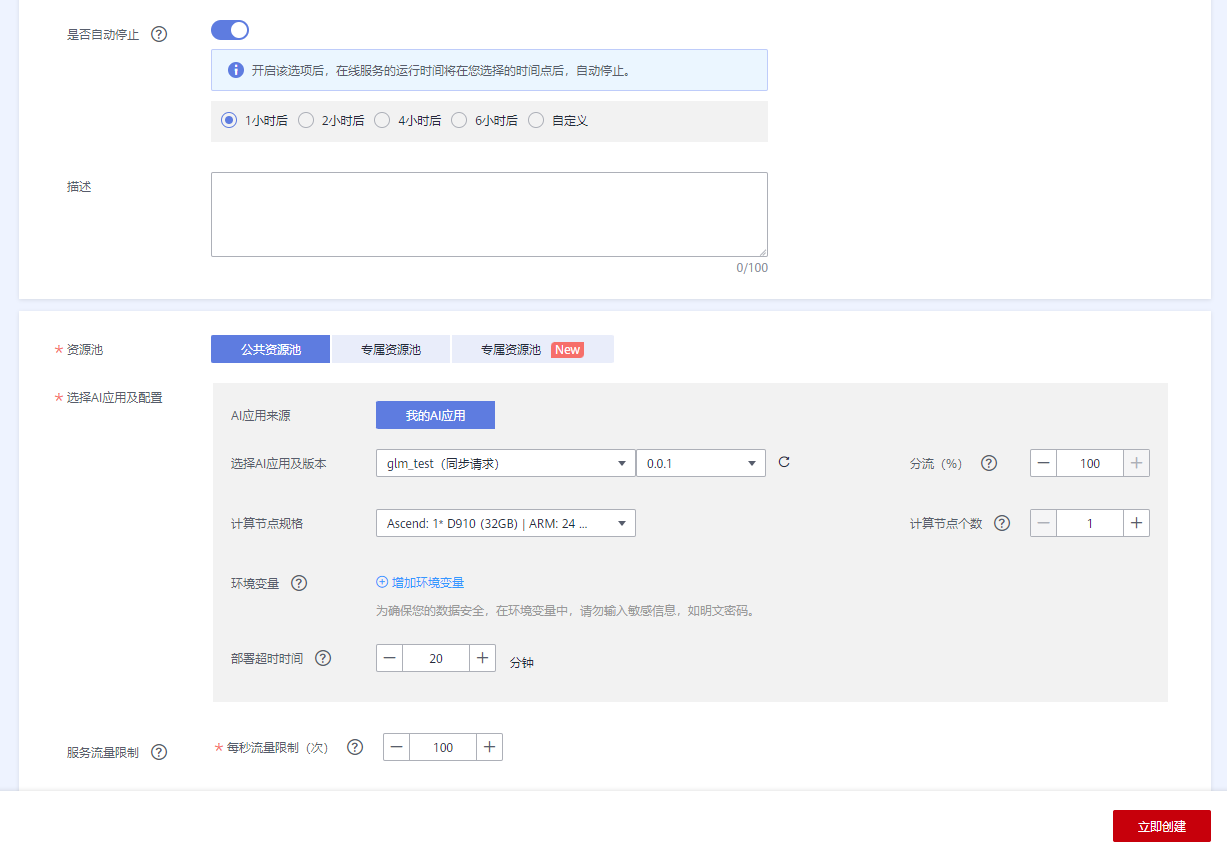 是否自动停止 ?
开启该选项后，在线服务的运行时间将在您选择的时间点后，自动停止。
1小时后 2小时后 4小时后 6小时后 自定义
描述
0/100
* 资源池 公共资源池 专属资源池 专属资源池 New
* 选择AI应用及配置
AI应用来源 我的AI应用
选择AI应用及版本 glm_test（同步请求） 0.0.1 分流（%） ? 100
计算节点规格 Ascend: 1* D910 (32GB) | ARM: 24 ... 计算节点个数 ? 1
环境变量 ? 增加环境变量
为确保您的数据安全，在环境变量中，请勿输入敏感信息，如明文密码。
部署超时时间 ? 20 分钟
服务流量限制 ? * 每秒流量限制（次） ? 100
立即创建